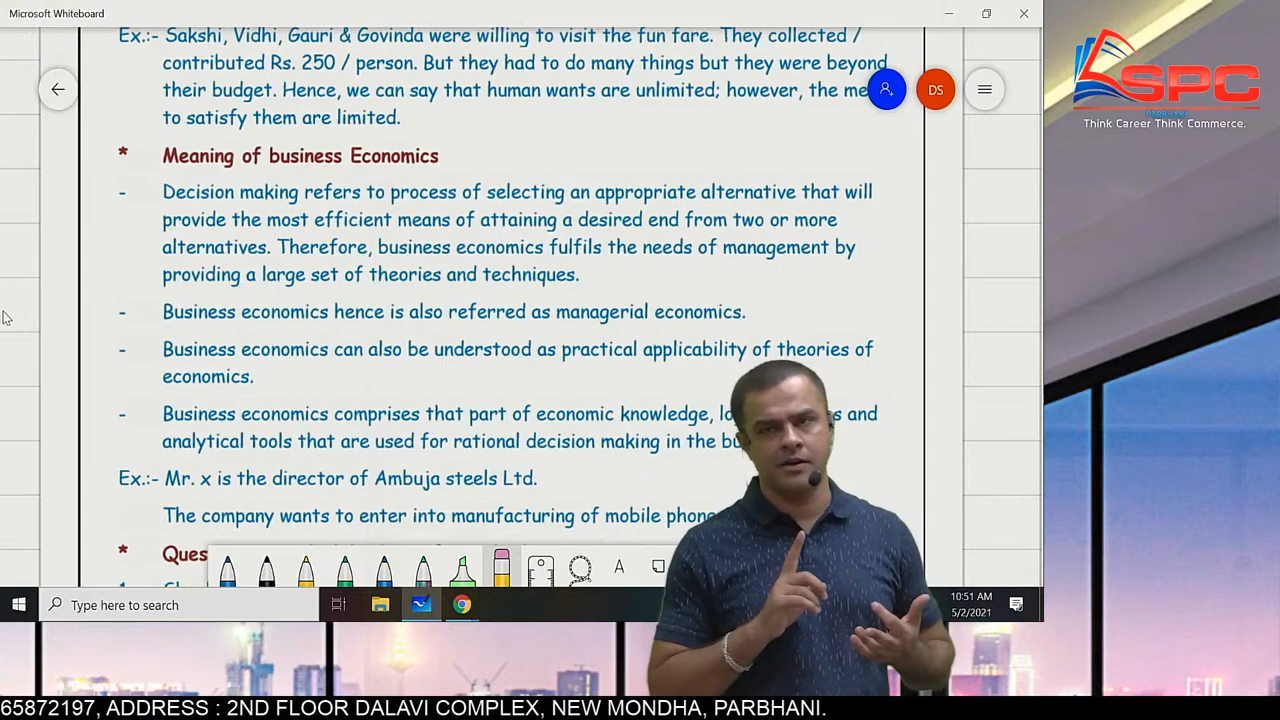 Microsoft Whiteboard
Ex.:- Sakshi, Vidhi, Gauri & Govinda were willing to visit the fun fare. They collected /
contributed Rs. 250 / person. But they had to do many things but they were beyond
their budget. Hence, we can say that human wants are unlimited; however, the
to satisfy them are limited.
DS
* Meaning of business Economics
- Decision making refers to process of selecting an appropriate alternative that will
provide the most efficient means of attaining a desired end from two or more
alternatives. Therefore, business economics fulfils the needs of management by
providing a large set of theories and techniques.
- Business economics hence is also referred as managerial economics.
- Business economics can also be understood as practical applicability of theories of
economics.
- Business economics comprises that part of economic knowledge, and
analytical tools that are used for rational decision making in the
Ex.:- Mr. x is the director of Ambuja steels Ltd.
The company wants to enter into manufacturing of mobile phone
*
A
1
Type here to search
10:51 AM
5/2/2021
SPC
PARBHANI
Think Career Think Commerce.
65872197, ADDRESS : 2ND FLOOR DALAVI COMPLEX, NEW MONDHA, PARBHANI.